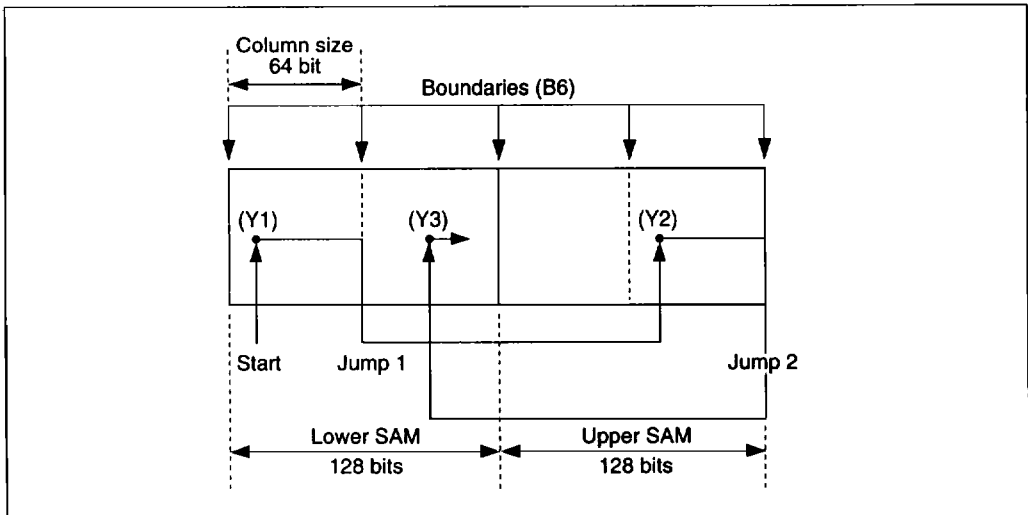 Column size
64 bit
Boundaries (B6)
(Y1)
(Y3)
(Y2)
Start
Jump 1
Jump 2
Lower SAM
128 bits
Upper SAM
128 bits